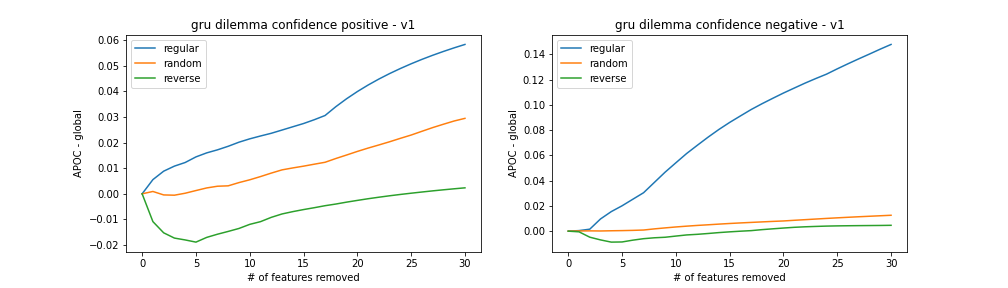 gru dilemma confidence positive - v1
regular
random
reverse
APOC - global
0.06
0.05
0.04
0.03
0.02
0.01
0.00
−0.01
−0.02
0 5 10 15 20 25 30
# of features removed
gru dilemma confidence negative - v1
regular
random
reverse
APOC - global
0.14
0.12
0.10
0.08
0.06
0.04
0.02
0.00
0 5 10 15 20 25 30
# of features removed